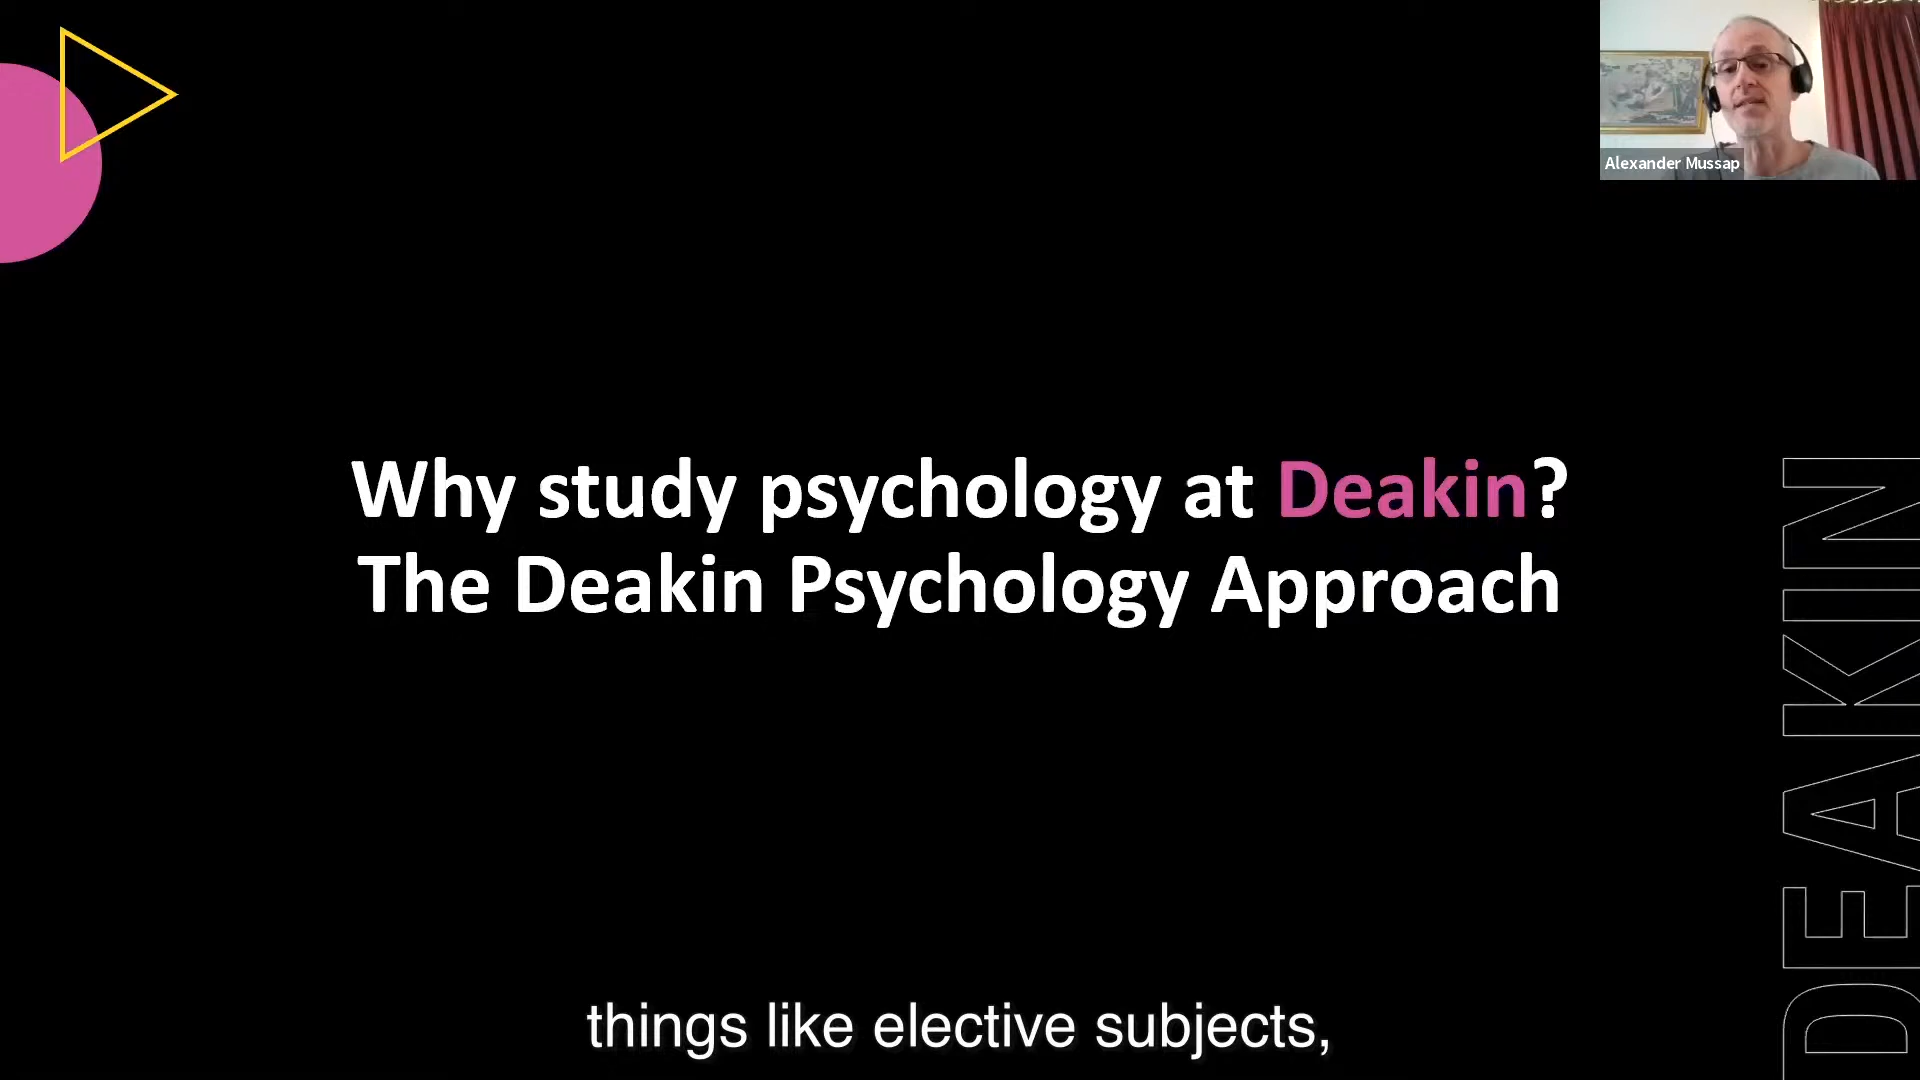 Alexander Mussap
Why study psychology at Deakin?
The Deakin Psychology Approach
DEAKIN
things like elective subjects,